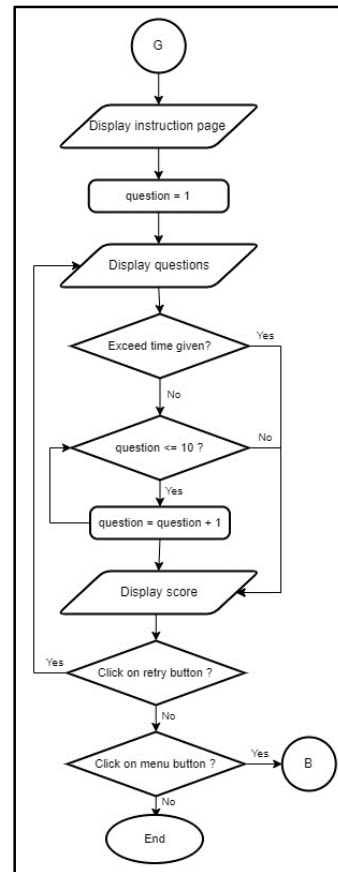 G
Display instruction page
question = 1
Display questions
Exceed time given?
Yes
No
question <= 10 ?
No
Yes
question = question + 1
Display score
Click on retry button ?
Yes
No
Click on menu button ?
Yes
B
No
End